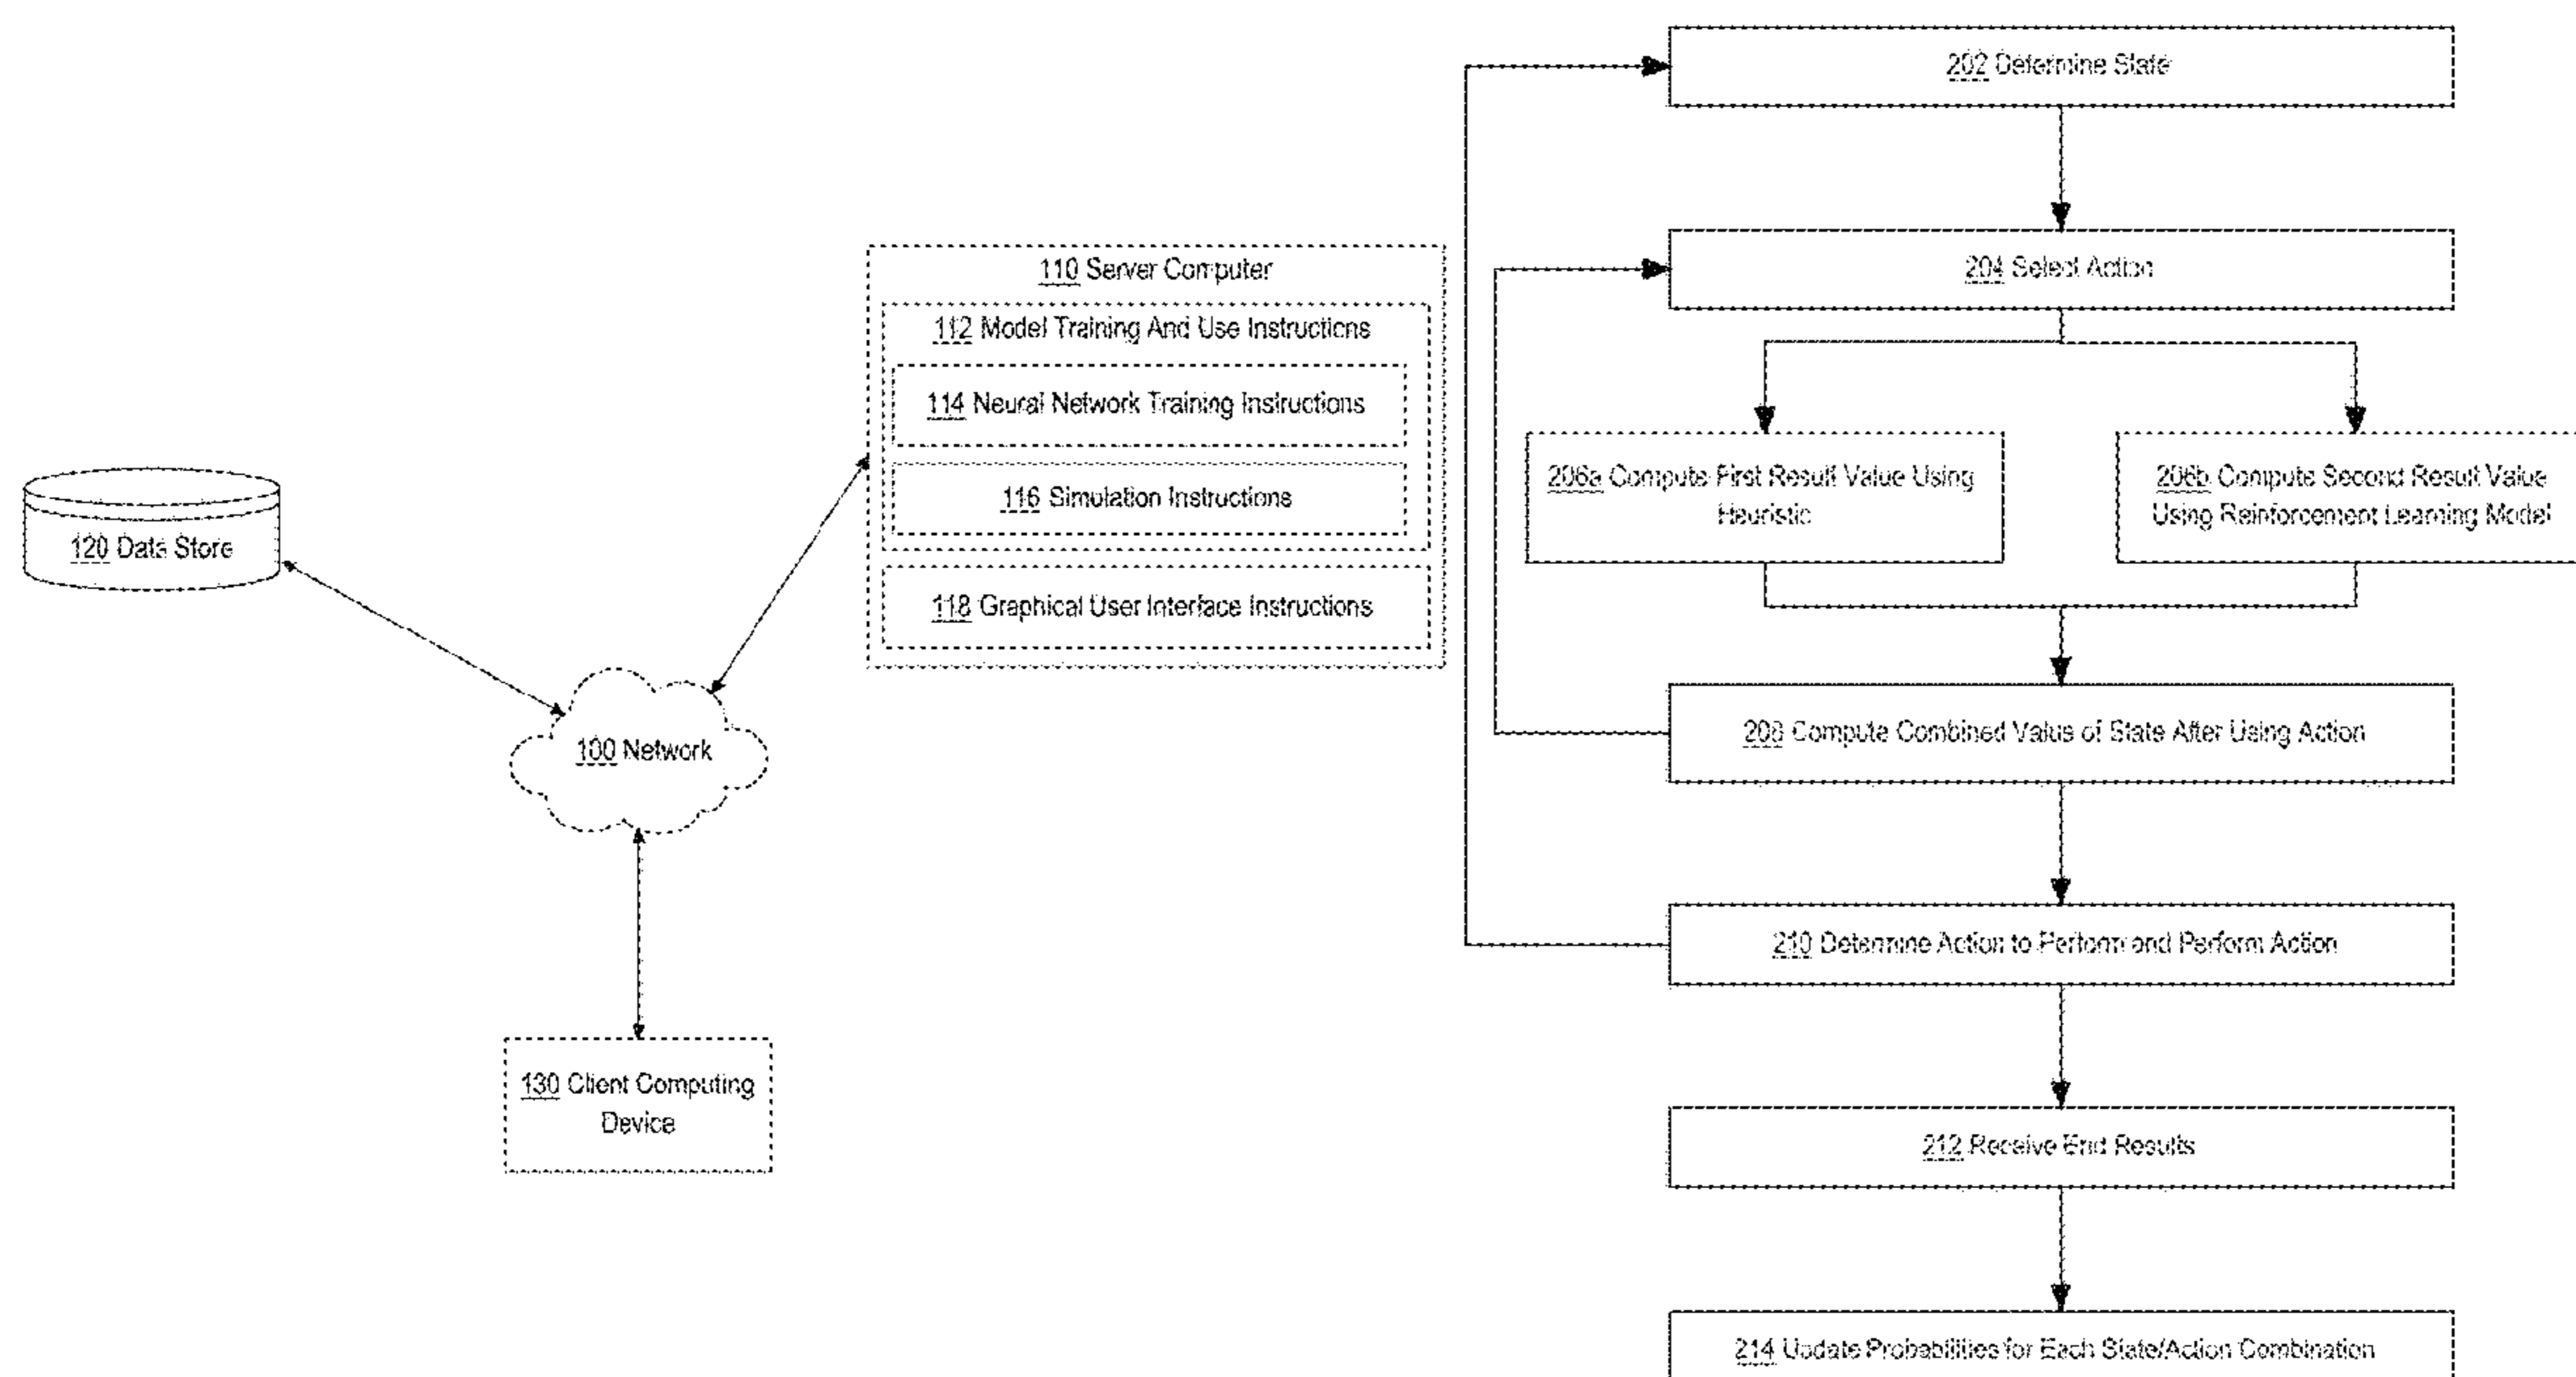 120 Data Store
100 Network
130 Client Computing
Device
110 Server Computer
112 Model Training And Use Instructions
114 Neural Network Training Instructions
116 Simulation Instructions
118 Graphical User Interface Instructions
202 Determine State
204 Select Action
206a Compute First Result Value Using
Heuristic
206b Compute Second Result Value
Using Reinforcement Learning Model
208 Compute Combined Value of State After Using Action
210 Determine Action to Perform and Perform Action
212 Receive End Results
214 Update Probabilities for Each State/Action Combination